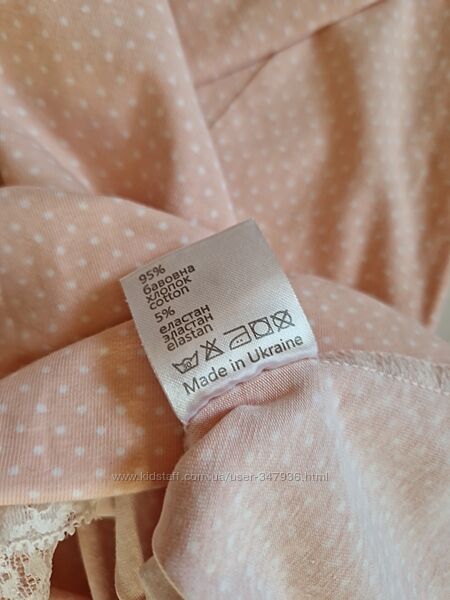 95%
бавовна
хлопок
cotton
5%
еластан
эластан
elastan
Made in Ukraine
www.kidstaff.com.ua/user-347936.html